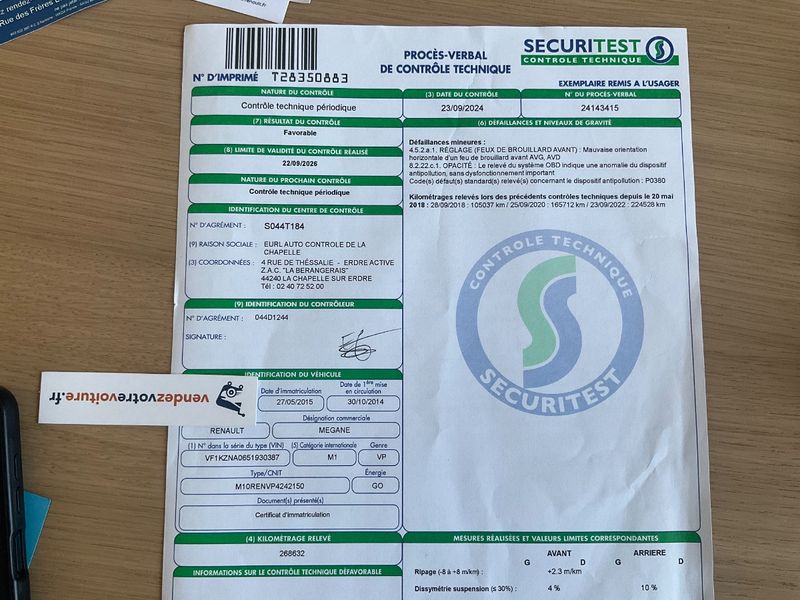 Rue des Frères
N° D'IMPRIMÉ T28350883
PROCÈS-VERBAL
DE CONTRÔLE TECHNIQUE
SECURITEST
CONTROLE TECHNIQUE
EXEMPLAIRE REMIS A L'USAGER
NATURE DU CONTRÔLE
Contrôle technique périodique
(3) DATE DU CONTRÔLE
23/09/2024
N° DU PROCÈS-VERBAL
24143415
(7) RÉSULTAT DU CONTRÔLE
Favorable
(8) LIMITE DE VALIDITÉ DU CONTRÔLE RÉALISÉ
22/09/2026
NATURE DU PROCHAIN CONTRÔLE
Contrôle technique périodique
IDENTIFICATION DU CENTRE DE CONTRÔLE
N° D'AGRÉMENT : S044T184
(9) RAISON SOCIALE : EURL AUTO CONTROLE DE LA
CHAPELLE
(3) COORDONNÉES : 4 RUE DE THÉSSALIE - ERDRE ACTIVE
Z.A.C. "LA BERANGERAIS"
44240 LA CHAPELLE SUR ERDRE
Tél : 02 40 72 52 00
(9) IDENTIFICATION DU CONTRÔLEUR
N° D'AGRÉMENT : 044D1244
SIGNATURE :
IDENTIFICATION DU VÉHICULE
vendezvotrevoiture.fr
Date d'immatriculation
27/05/2015
Date de 1ère mise
en circulation
30/10/2014
Désignation commerciale
RENAULT
MEGANE
(1) N° dans la série du type (VIN)
VF1KZNA0651930387
(5) Catégorie internationale
M1
Genre
VP
Type/CNIT
M10RENVP4242150
Énergie
GO
Document(s) présenté(s)
Certificat d'immatriculation
(4) KILOMÉTRAGE RELEVÉ
268632
INFORMATIONS SUR LE CONTRÔLE TECHNIQUE DÉFAVORABLE
(6) DÉFAILLANCES ET NIVEAUX DE GRAVITÉ
Défaillances mineures :
4.5.2.a.1. RÉGLAGE (FEUX DE BROUILLARD AVANT) : Mauvaise orientation
horizontale d'un feu de brouillard avant AVG, AVD
8.2.22.c.1. OPACITÉ : Le relevé du système OBD indique une anomalie du dispositif
antipollution, sans dysfonctionnement important
Code(s) défaut(s) standard(s) relevé(s) concernant le dispositif antipollution : P0380
Kilométrages relevés lors des précédents contrôles techniques depuis le 20 mai
2018 : 28/09/2018 : 105037 km / 25/09/2020 : 165712 km / 23/09/2022 : 224528 km
CONTROLE TECHNIQUE
SECURITEST
MESURES RÉALISÉES ET VALEURS LIMITES CORRESPONDANTES
AVANT ARRIERE
G D G D
Ripage (-8 à +8 m/km) : +2.3 m/km
Dissymétrie suspension (≤ 30%) : 4 % 10 %